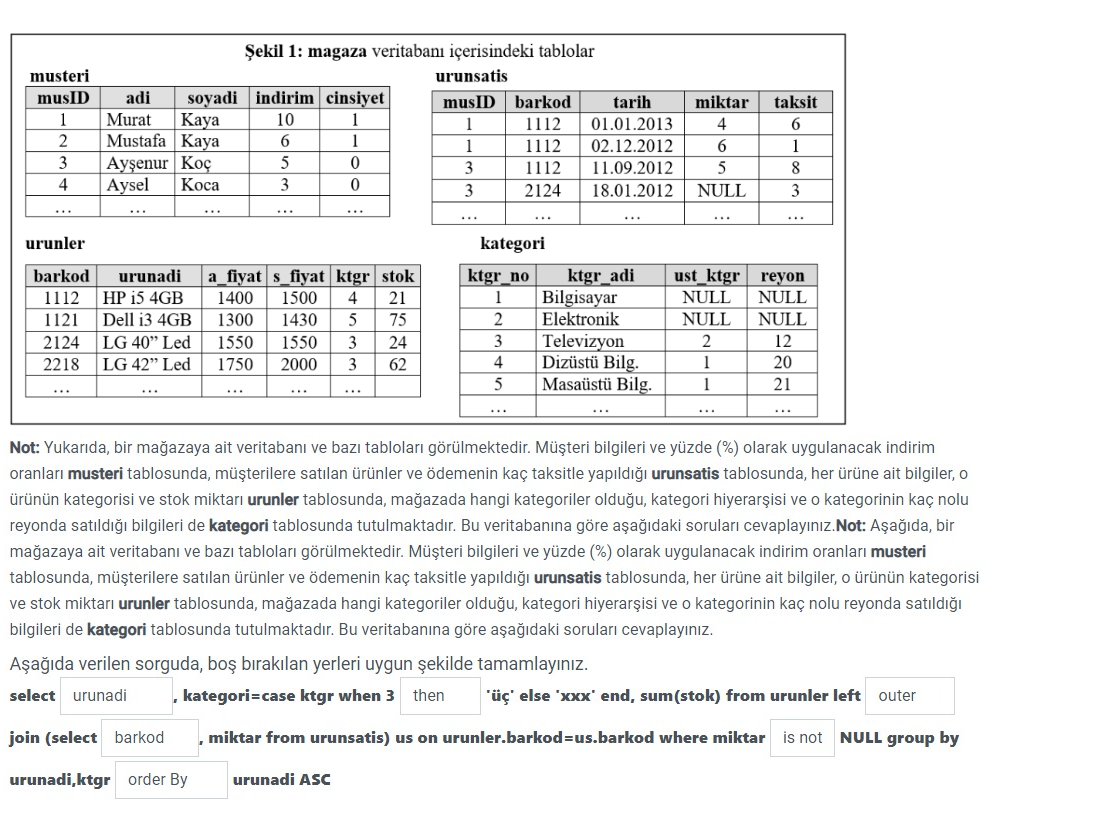 Şekil 1: magaza veritabanı içerisindeki tablolar
musteri
musID adi soyadi indirim cinsiyet
1 Murat Kaya 10 1
2 Mustafa Kaya 6 1
3 Ayşenur Koç 5 0
4 Aysel Koca 3 0
… … … … …
urunsatis
musID barkod tarih miktar taksit
1 1112 01.01.2013 4 6
1 1112 02.12.2012 6 1
3 1112 11.09.2012 5 8
3 2124 18.01.2012 NULL 3
… … … … …
urunler
barkod urunadi a_fiyat s_fiyat ktgr stok
1112 HP i5 4GB 1400 1500 4 21
1121 Dell i3 4GB 1300 1430 5 75
2124 LG 40” Led 1550 1550 3 24
2218 LG 42” Led 1750 2000 3 62
… … … … …
kategori
ktgr_no ktgr_adi ust_ktgr reyon
1 Bilgisayar NULL NULL
2 Elektronik NULL NULL
3 Televizyon 2 12
4 Dizüstü Bilg. 1 20
5 Masaüstü Bilg. 1 21
… … … …
Not: Yukarıda, bir mağazaya ait veritabanı ve bazı tabloları görülmektedir. Müşteri bilgileri ve yüzde (%) olarak uygulanacak indirim
oranları musteri tablosunda, müşterilere satılan ürünler ve ödemenin kaç taksitle yapıldığı urunsatis tablosunda, her ürüne ait bilgiler, o
ürünün kategorisi ve stok miktarı urunler tablosunda, mağazada hangi kategoriler olduğu, kategori hiyerarşisi ve o kategorinin kaç nolu
reyonda satıldığı bilgileri de kategori tablosunda tutulmaktadır. Bu veritabanına göre aşağıdaki soruları cevaplayınız.Not: Aşağıda, bir
mağazaya ait veritabanı ve bazı tabloları görülmektedir. Müşteri bilgileri ve yüzde (%) olarak uygulanacak indirim oranları musteri
tablosunda, müşterilere satılan ürünler ve ödemenin kaç taksitle yapıldığı urunsatis tablosunda, her ürüne ait bilgiler, o ürünün kategorisi
ve stok miktarı urunler tablosunda, mağazada hangi kategoriler olduğu, kategori hiyerarşisi ve o kategorinin kaç nolu reyonda satıldığı
bilgileri de kategori tablosunda tutulmaktadır. Bu veritabanına göre aşağıdaki soruları cevaplayınız.
Aşağıda verilen sorguda, boş bırakılan yerleri uygun şekilde tamamlayınız.
select urunadi , kategori=case ktgr when 3 then 'üç' else 'xxx' end, sum(stok) from urunler left outer
join (select barkod , miktar from urunsatis) us on urunler.barkod=us.barkod where miktar is not NULL group by
urunadi,ktgr order By urunadi ASC